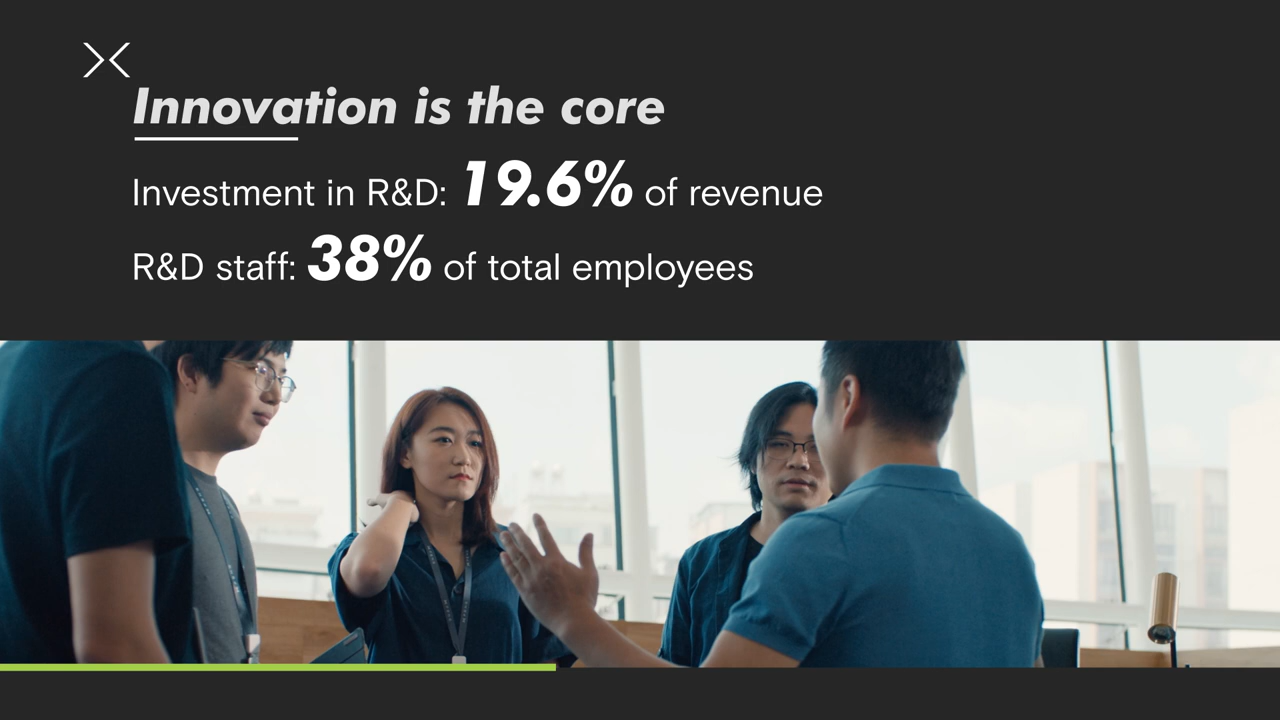 Innovation is the core
Investment in R&D: 19.6% of revenue
R&D staff: 38% of total employees